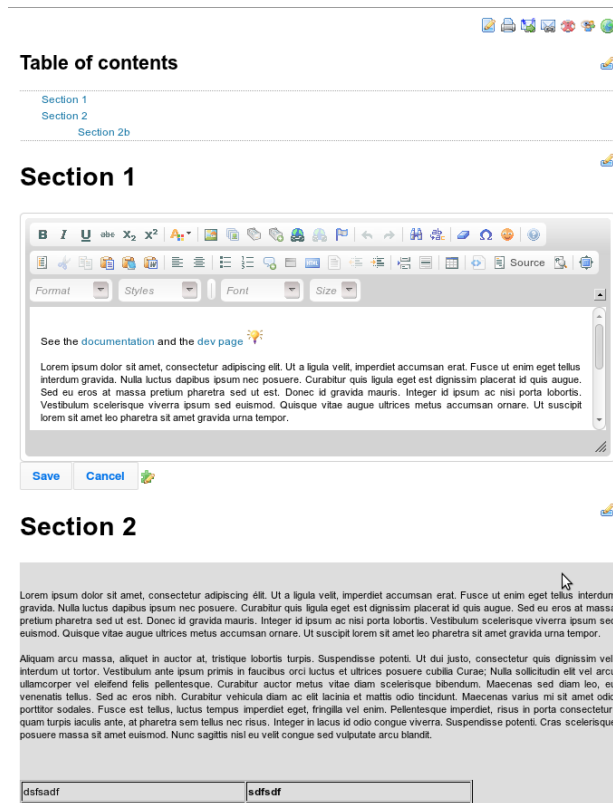 Table of contents
Section 1
Section 2
Section 2b
Section 1
B I U abc X₂ X² A
Source
Format Styles Font Size
See the documentation and the dev page
Lorem ipsum dolor sit amet, consectetur adipiscing elit. Ut a ligula velit, imperdiet accumsan erat. Fusce ut enim eget tellus
interdum gravida. Nulla luctus dapibus ipsum nec posuere. Curabitur quis ligula eget est dignissim placerat id quis augue.
Sed eu eros at massa pretium pharetra sed ut est. Donec id gravida mauris. Integer id ipsum ac nisi porta lobortis.
Vestibulum scelerisque viverra ipsum sed euismod. Quisque vitae augue ultrices metus accumsan ornare. Ut suscipit
lorem sit amet leo pharetra sit amet gravida urna tempor.
Save Cancel
Section 2
Lorem ipsum dolor sit amet, consectetur adipiscing élit. Ut a ligula velit, imperdiet accumsan erat. Fusce ut enim eget tellus interdum
gravida. Nulla luctus dapibus ipsum nec posuere. Curabitur quis ligula eget est dignissim placerat id quis augue. Sed eu eros at massa
pretium pharetra sed ut est. Donec id gravida mauris. Integer id ipsum ac nisi porta lobortis. Vestibulum scelerisque viverra ipsum sed
euismod. Quisque vitae augue ultrices metus accumsan ornare. Ut suscipit lorem sit amet leo pharetra sit amet gravida urna tempor.
Aliquam arcu massa, aliquet in auctor at, tristique lobortis turpis. Suspendisse potenti. Ut dui justo, consectetur quis dignissim vel
interdum ut tortor. Vestibulum ante ipsum primis in faucibus orci luctus et ultrices posuere cubilia Curae; Nulla sollicitudin elit vel arcu
ullamcorper vel eleifend felis pellentesque. Curabitur auctor metus vitae diam scelerisque bibendum. Maecenas sed diam leo, eu
venenatis tellus. Sed ac eros nibh. Curabitur vehicula diam ac elit lacinia et mattis odio tincidunt. Maecenas varius mi sit amet odio
porttitor sodales. Fusce est tellus, luctus tempus imperdiet eget, fringilla vel enim. Pellentesque imperdiet, risus in porta consectetur
quam turpis iaculis ante, at pharetra sem tellus nec risus. Integer in lacus id odio congue viverra. Suspendisse potenti. Cras scelerisque
posuere massa sit amet euismod. Nunc sagittis nisl eu velit congue sed vulputate arcu blandit.
dsfsadf sdfsdf